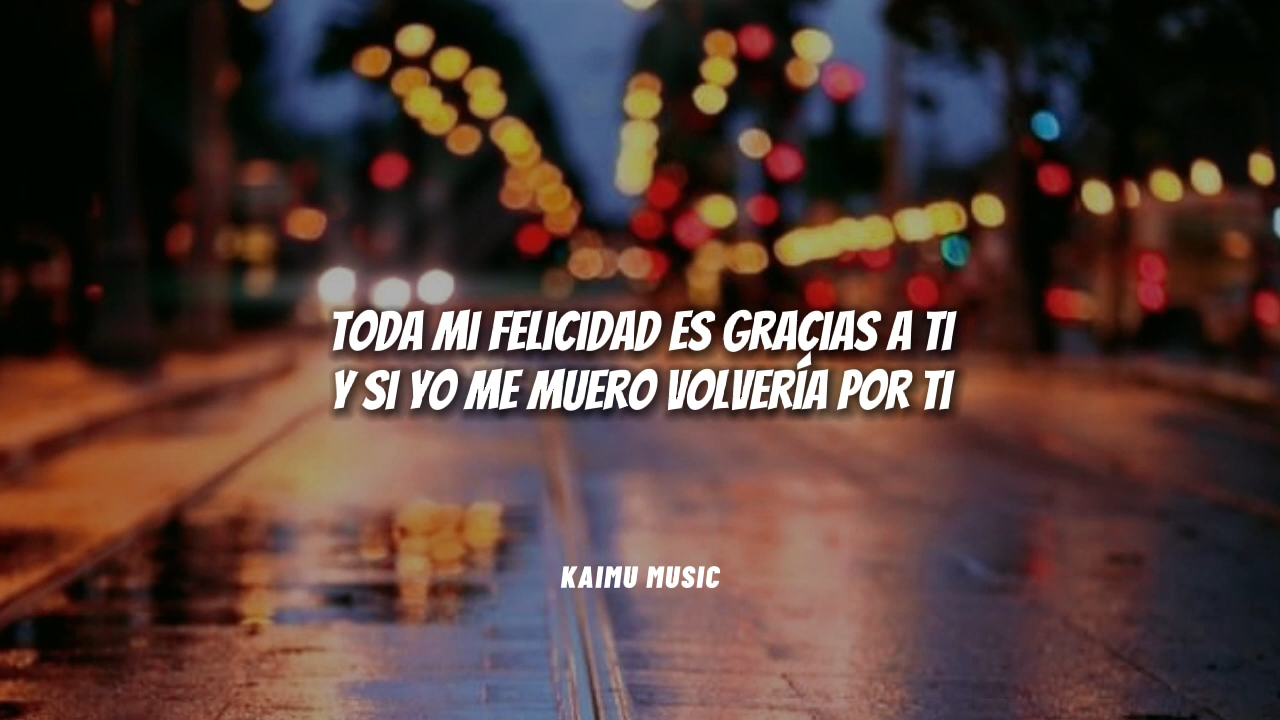 TODA MI FELICIDAD ES GRACIAS A TI
Y SI YO ME MUERO VOLVERÍA POR TI
KAIMU MUSIC